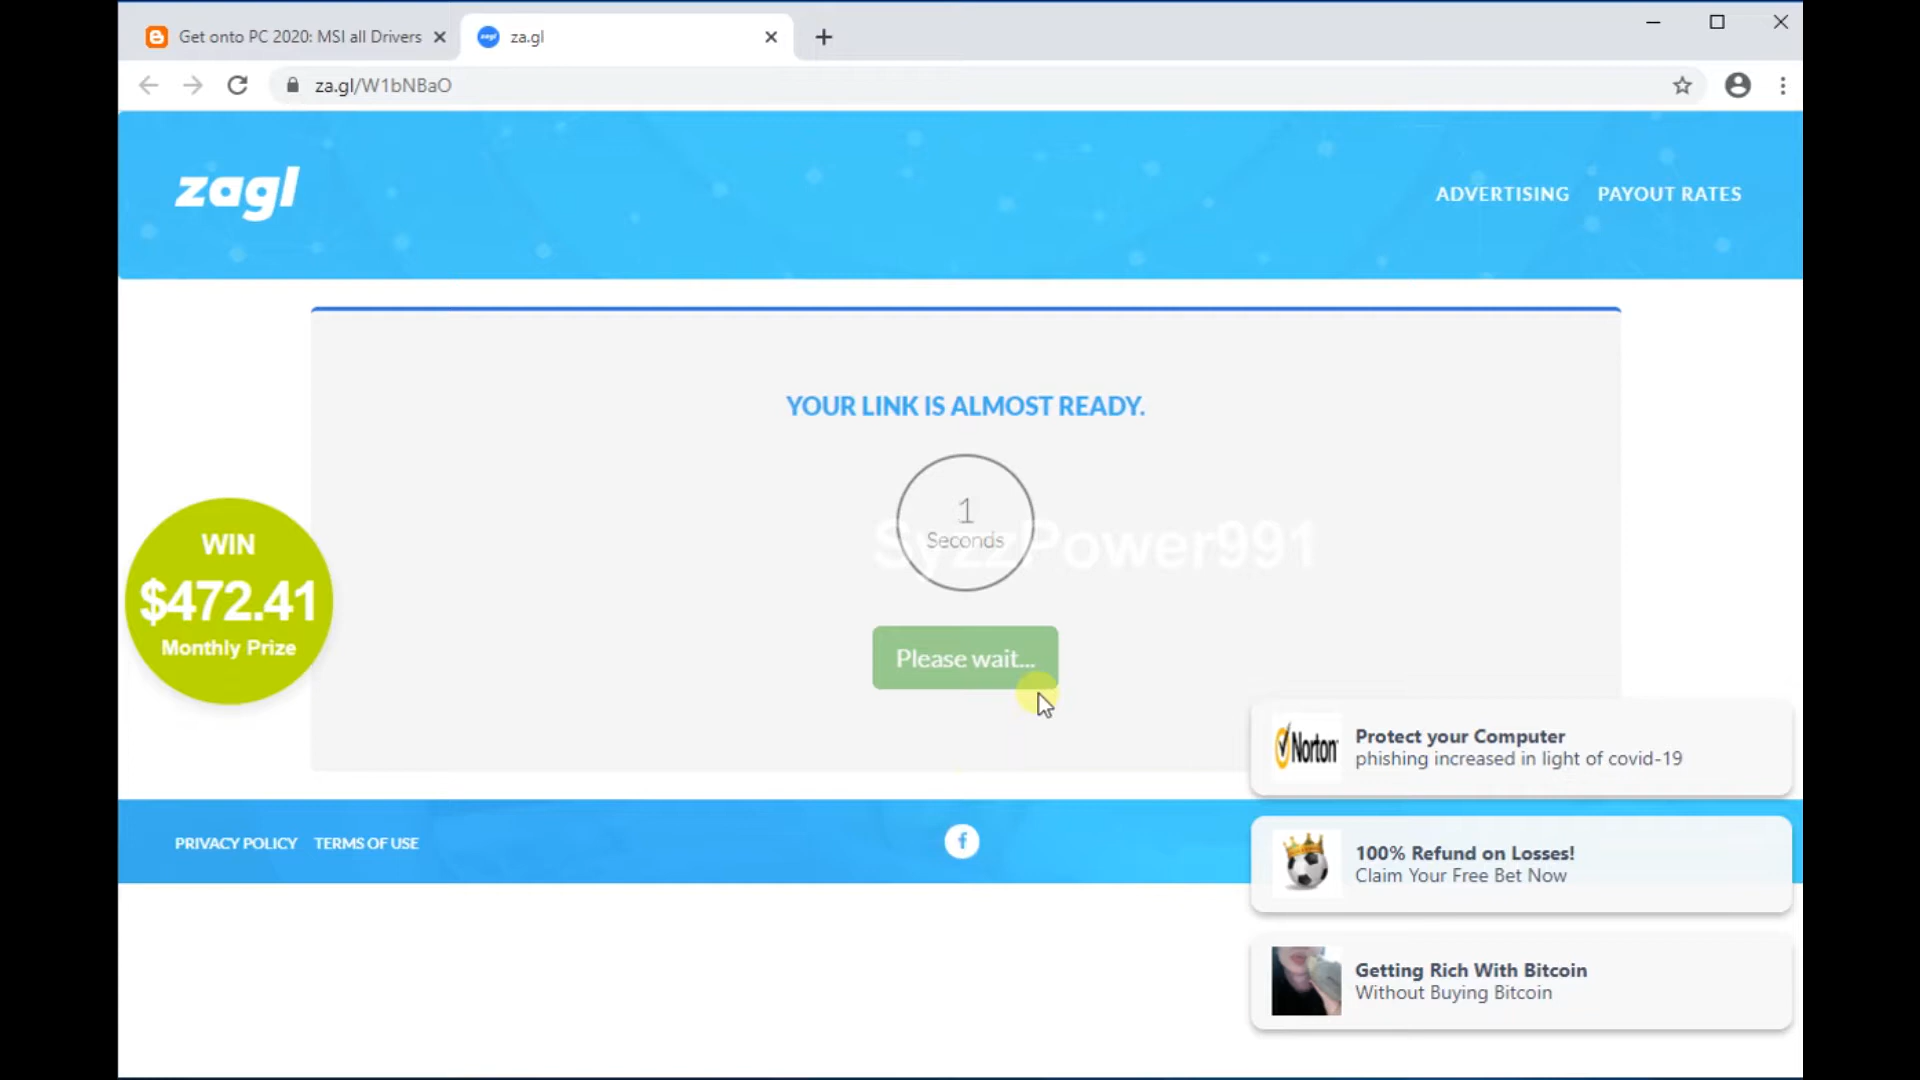 Get onto PC 2020: MSI all Drivers
za.gl
za.gl/W1bNBaO
zagl
ADVERTISING
PAYOUT RATES
YOUR LINK IS ALMOST READY.
1
Seconds
SyzzPower991
WIN
$472.41
Monthly Prize
Please wait...
Norton
Protect your Computer
phishing increased in light of covid-19
PRIVACY POLICY
TERMS OF USE
f
100% Refund on Losses!
Claim Your Free Bet Now
Getting Rich With Bitcoin
Without Buying Bitcoin